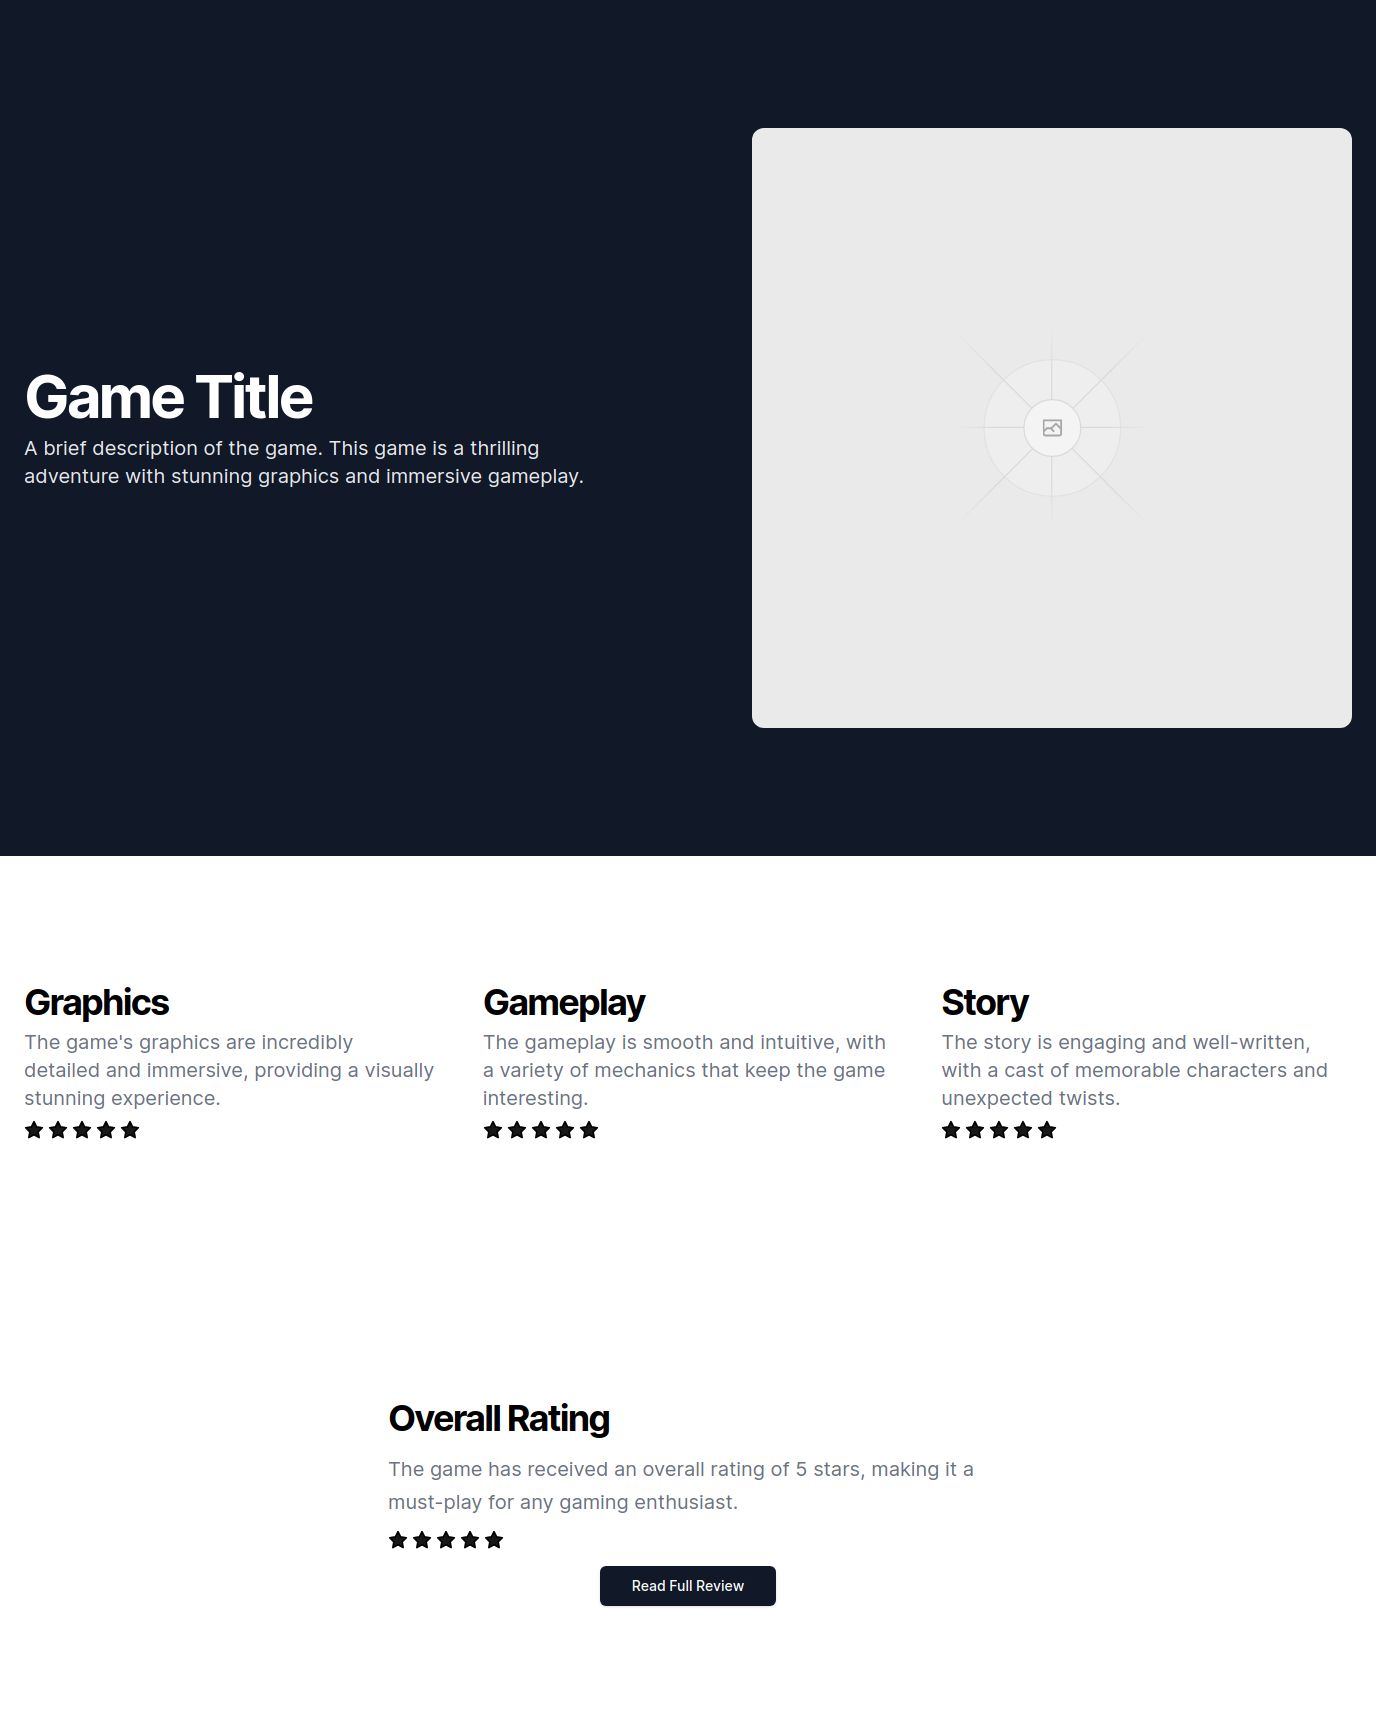 Game Title
A brief description of the game. This game is a thrilling
adventure with stunning graphics and immersive gameplay.
Graphics
The game's graphics are incredibly
detailed and immersive, providing a visually
stunning experience.
Gameplay
The gameplay is smooth and intuitive, with
a variety of mechanics that keep the game
interesting.
Story
The story is engaging and well-written,
with a cast of memorable characters and
unexpected twists.
Overall Rating
The game has received an overall rating of 5 stars, making it a
must-play for any gaming enthusiast.
Read Full Review